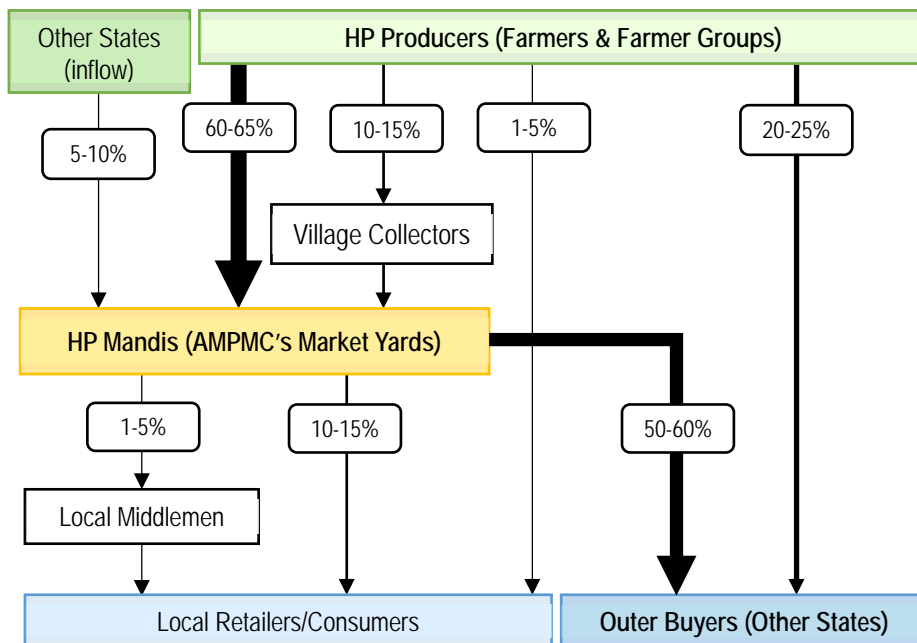 Other States
(inflow)
HP Producers (Farmers & Farmer Groups)
60-65%
10-15%
1-5%
20-25%
5-10%
Village Collectors
HP Mandis (AMPMC's Market Yards)
1-5%
10-15%
50-60%
Local Middlemen
Local Retailers/Consumers
Outer Buyers (Other States)